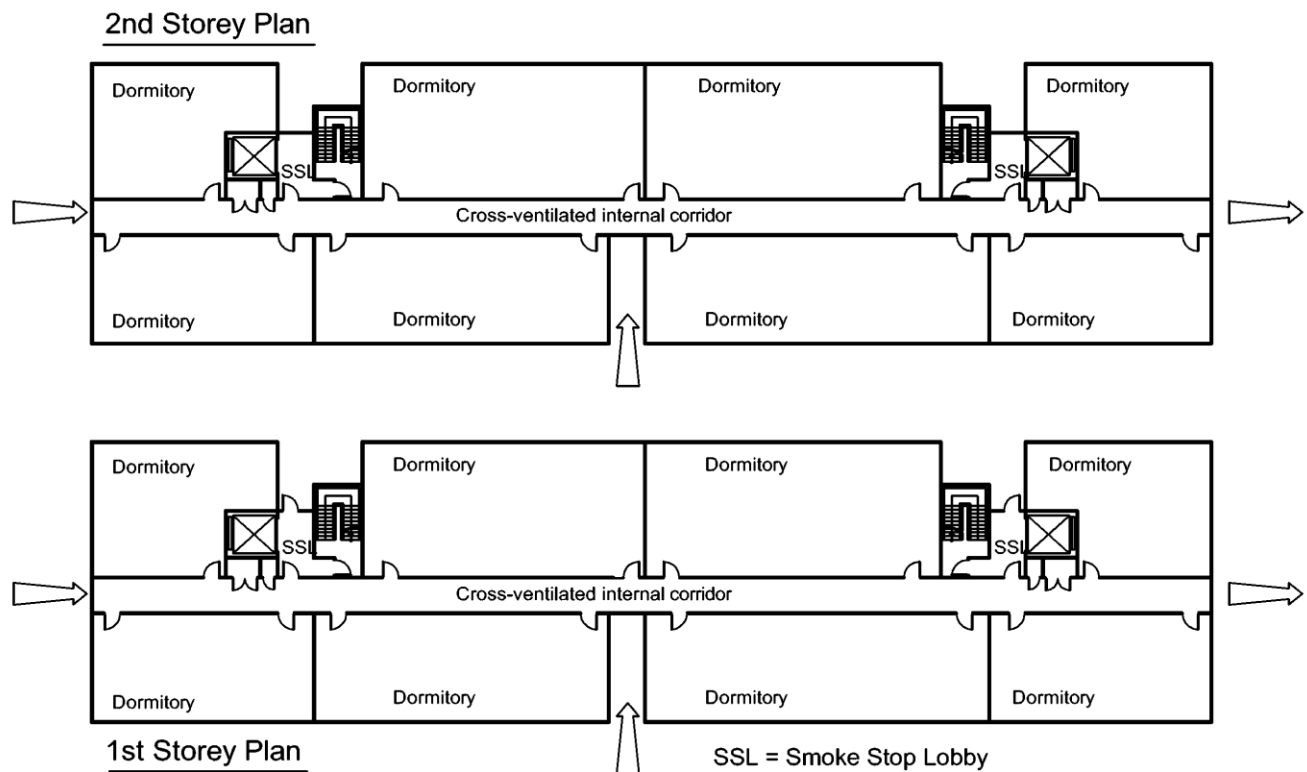 2nd Storey Plan
Dormitory
Dormitory
Dormitory
Dormitory
SSL
SSL
Cross-ventilated internal corridor
Dormitory
Dormitory
Dormitory
Dormitory
Dormitory
Dormitory
Dormitory
Dormitory
SSL
SSL
Cross-ventilated internal corridor
Dormitory
Dormitory
Dormitory
Dormitory
1st Storey Plan
SSL = Smoke Stop Lobby